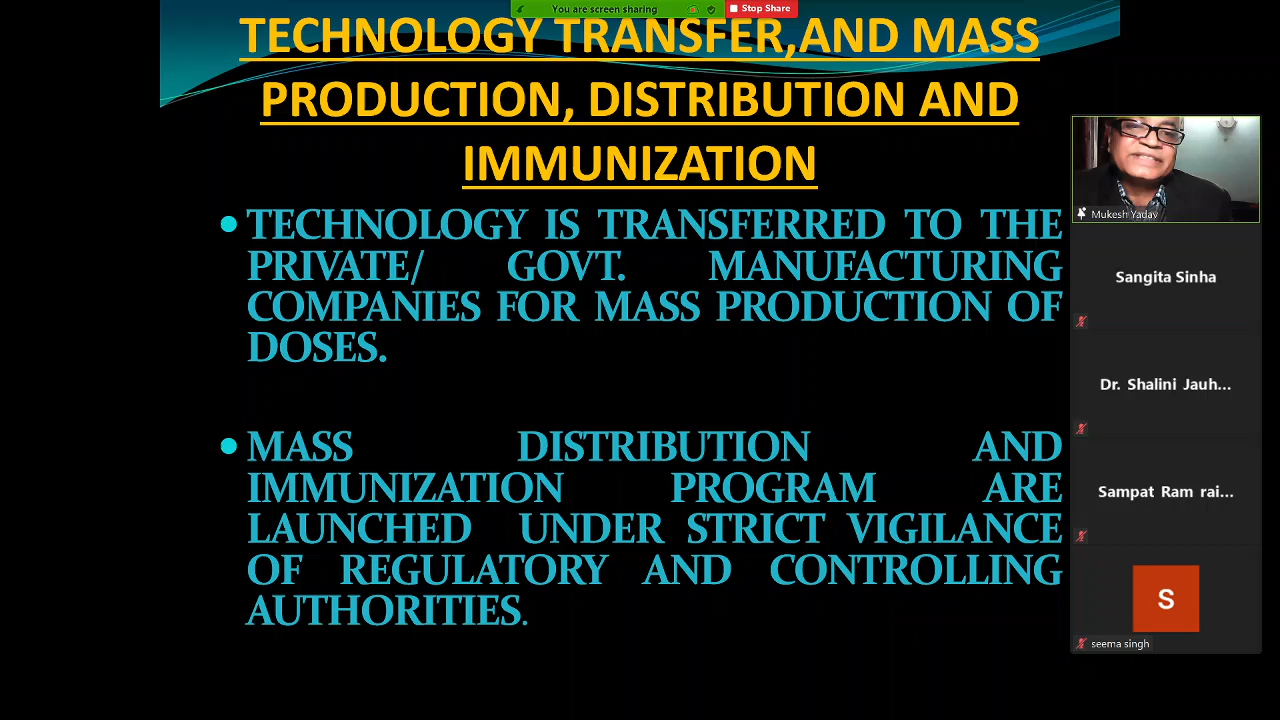 You are screen sharing
Stop Share
TECHNOLOGY TRANSFER,AND MASS
PRODUCTION, DISTRIBUTION AND
IMMUNIZATION
• TECHNOLOGY IS TRANSFERRED TO THE
PRIVATE/ GOVT. MANUFACTURING
COMPANIES FOR MASS PRODUCTION OF
DOSES.
• MASS DISTRIBUTION AND
IMMUNIZATION PROGRAM ARE
LAUNCHED UNDER STRICT VIGILANCE
OF REGULATORY AND CONTROLLING
AUTHORITIES.
Mukesh Yadav
Sangita Sinha
Dr. Shalini Jauh...
Sampat Ram rai...
S
seema singh